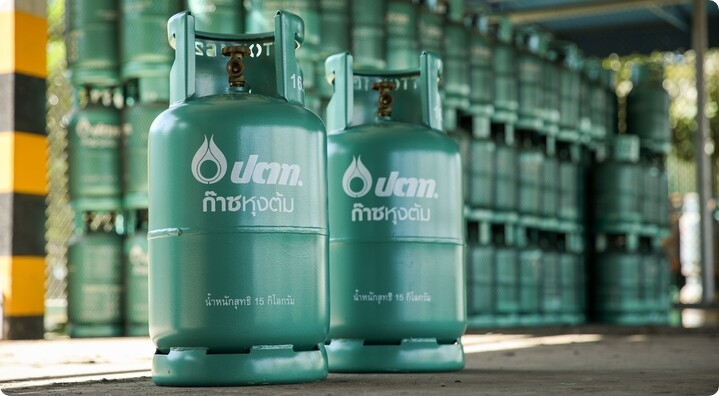 ปตท.
ก๊าซหุงต้ม
น้ำหนักสุทธิ 15 กิโลกรัม
ปตท.
ก๊าซหุงต้ม
น้ำหนักสุทธิ 15 กิโลกรัม